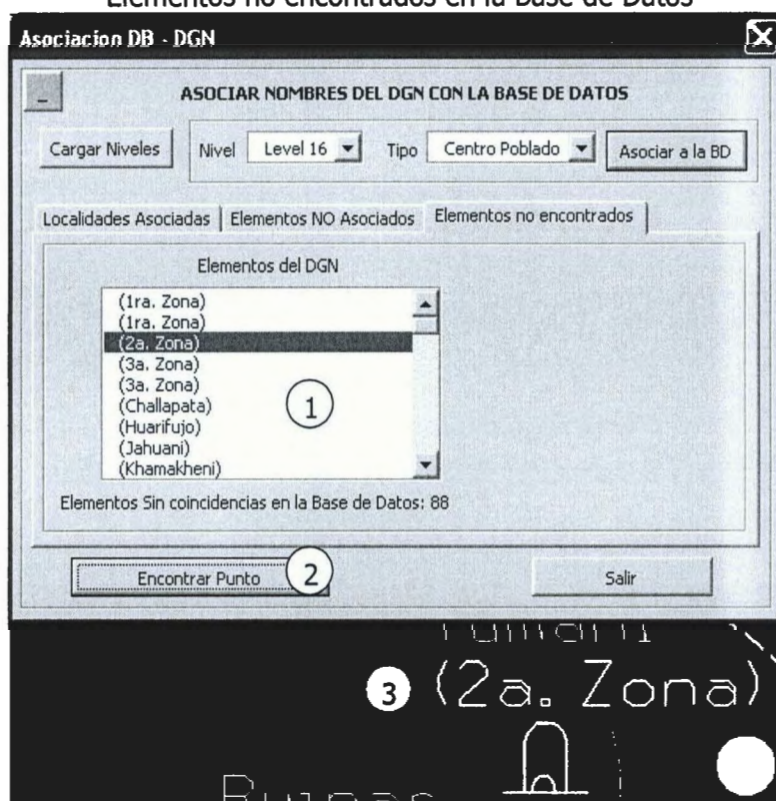 Elementos no encontrados en la Base de Datos
Asociacion DB - DGN
ASOCIAR NOMBRES DEL DGN CON LA BASE DE DATOS
Cargar Niveles Nivel Level 16 Tipo Centro Poblado Asociar a la BD
Localidades Asociadas Elementos NO Asociados Elementos no encontrados
Elementos del DGN
(1ra. Zona)
(1ra. Zona)
(2a. Zona)
(3a. Zona)
(3a. Zona)
(Challapata)
(Huarifujo)
(Jahuani)
(Khamakheni)
1
Elementos Sin coincidencias en la Base de Datos: 88
Encontrar Punto 2 Salir
3 (2a. Zona)